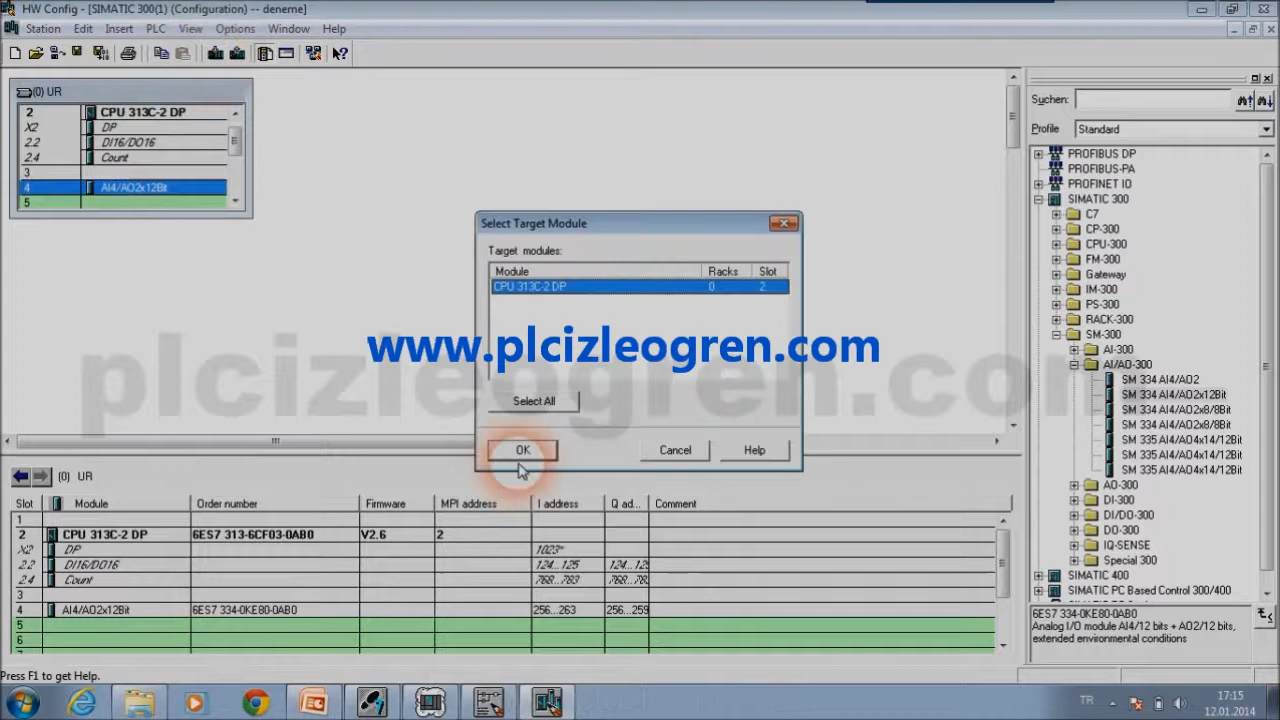 HW Config - [SIMATIC 300(1) (Configuration) -- deneme]
Station Edit Insert PLC View Options Window Help
(0) UR
2 CPU 313C-2 DP
X2 DP
2.2 DI16/DO16
2.4 Count
3
4 AI4/AO2x12Bit
5
Suchen:
Profile Standard
PROFIBUS DP
PROFIBUS-PA
PROFINET IO
SIMATIC 300
C7
CP-300
CPU-300
FM-300
Gateway
IM-300
PS-300
RACK-300
SM-300
AI-300
AI/AO-300
SM 334 AI4/AO2
SM 334 AI4/AO2x12Bit
SM 334 AI4/AO2x8/8Bit
SM 334 AI4/AO2x8/8Bit
SM 335 AI4/AO4x14/12Bit
SM 335 AI4/AO4x14/12Bit
SM 335 AI4/AO4x14/12Bit
AO-300
DI-300
DI/DO-300
DO-300
IQ-SENSE
Special 300
SIMATIC 400
SIMATIC PC Based Control 300/400
6ES7 334-0KE80-0AB0
Analog I/O module AI4/12 bits + AO2/12 bits,
extended environmental conditions
Select Target Module
Target modules:
Module Racks Slot
CPU 313C-2 DP 0 2
www.plcizleogren.com
plcizleogren.com
Select All
OK Cancel Help
(0) UR
Slot Module Order number Firmware MPI address I address Q ad... Comment
1
2 CPU 313C-2 DP 6ES7 313-6CF03-0AB0 V2.6 2
X2 DP 1023*
2.2 DI16/DO16 124...125 124...125
2.4 Count 768...783 768...783
3
4 AI4/AO2x12Bit 6ES7 334-0KE80-0AB0 256...263 256...259
5
6
Press F1 to get Help.
TR
17:15
12.01.2014